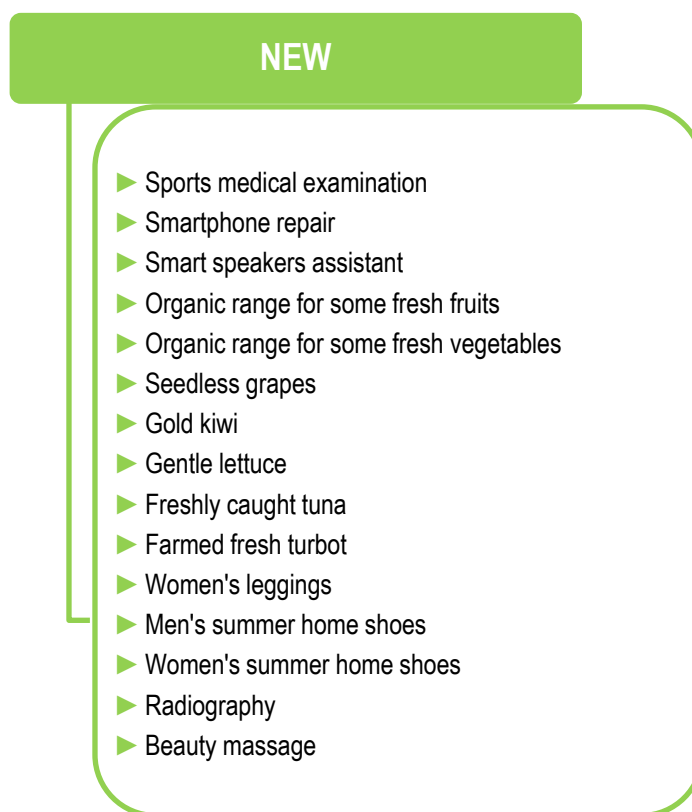 NEW
► Sports medical examination
► Smartphone repair
► Smart speakers assistant
► Organic range for some fresh fruits
► Organic range for some fresh vegetables
► Seedless grapes
► Gold kiwi
► Gentle lettuce
► Freshly caught tuna
► Farmed fresh turbot
► Women's leggings
► Men's summer home shoes
► Women's summer home shoes
► Radiography
► Beauty massage